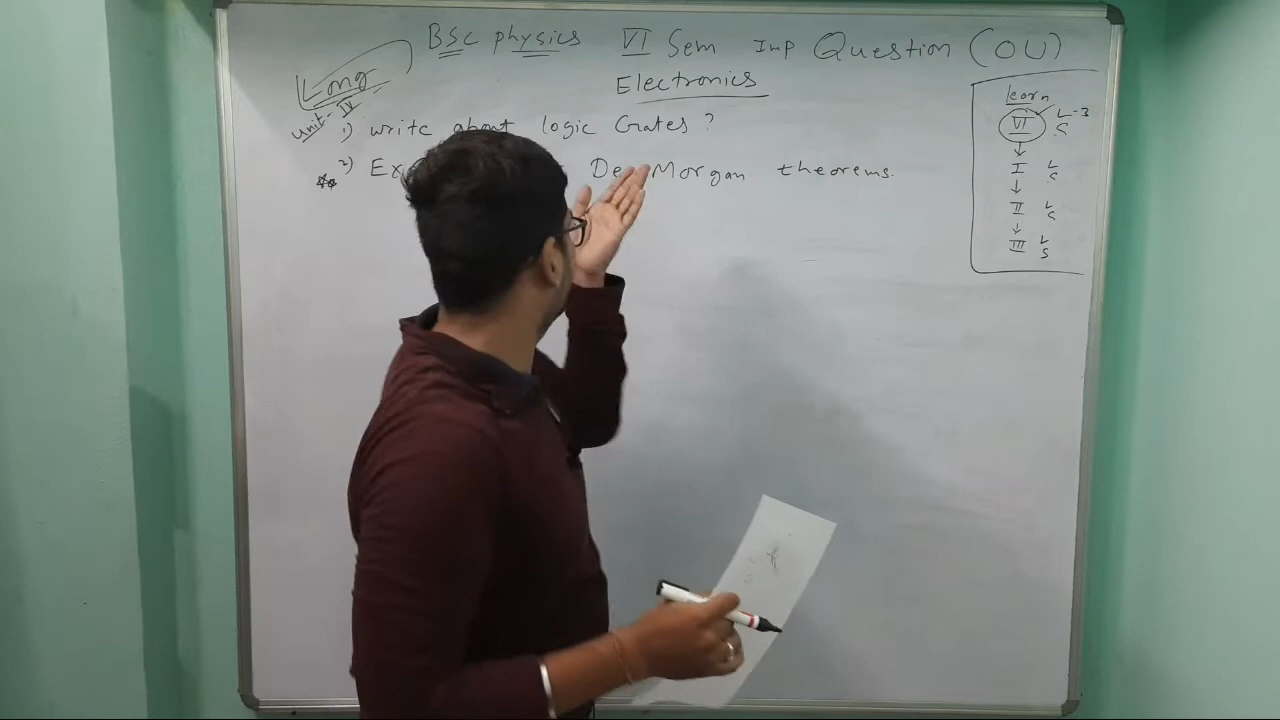 BSC physics VI Sem Imp Question (OU)
Electronics
Long
Unit-IV
1) write about logic Gates ?
2) Ex De Morgan theorems.
learn
VI L-3 S
↓
I L S
↓
II L S
↓
III L S